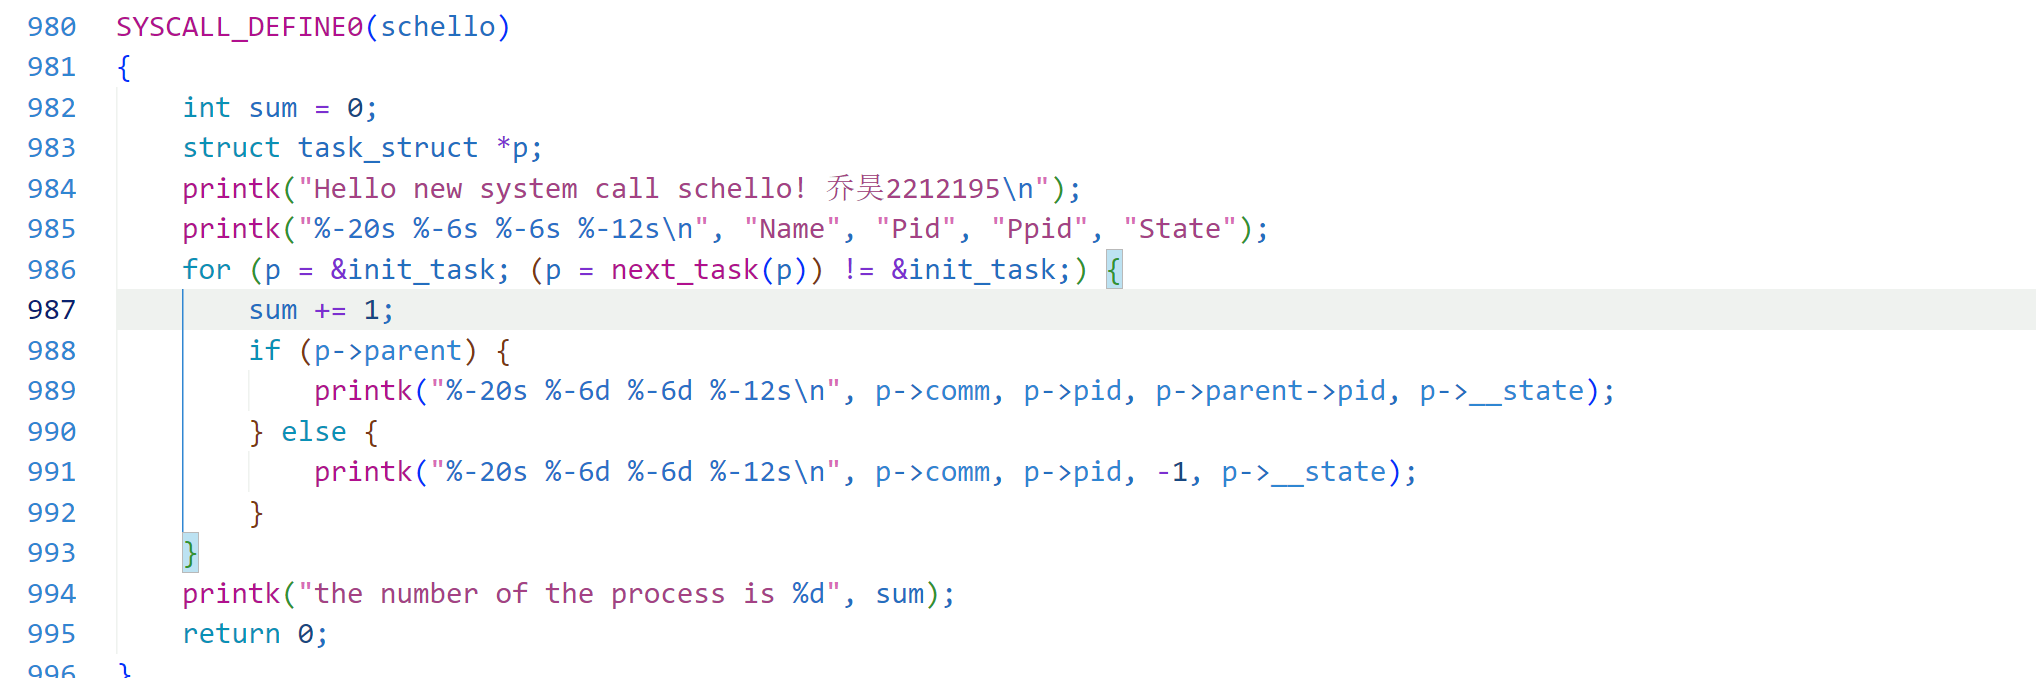 980 SYSCALL_DEFINE0(schello)
981 {
982     int sum = 0;
983     struct task_struct *p;
984     printk("Hello new system call schello! 乔昊2212195\n");
985     printk("%-20s %-6s %-6s %-12s\n", "Name", "Pid", "Ppid", "State");
986     for (p = &init_task; (p = next_task(p)) != &init_task;) {
987         sum += 1;
988         if (p->parent) {
989             printk("%-20s %-6d %-6d %-12s\n", p->comm, p->pid, p->parent->pid, p->__state);
990         } else {
991             printk("%-20s %-6d %-6d %-12s\n", p->comm, p->pid, -1, p->__state);
992         }
993     }
994     printk("the number of the process is %d", sum);
995     return 0;
996 }